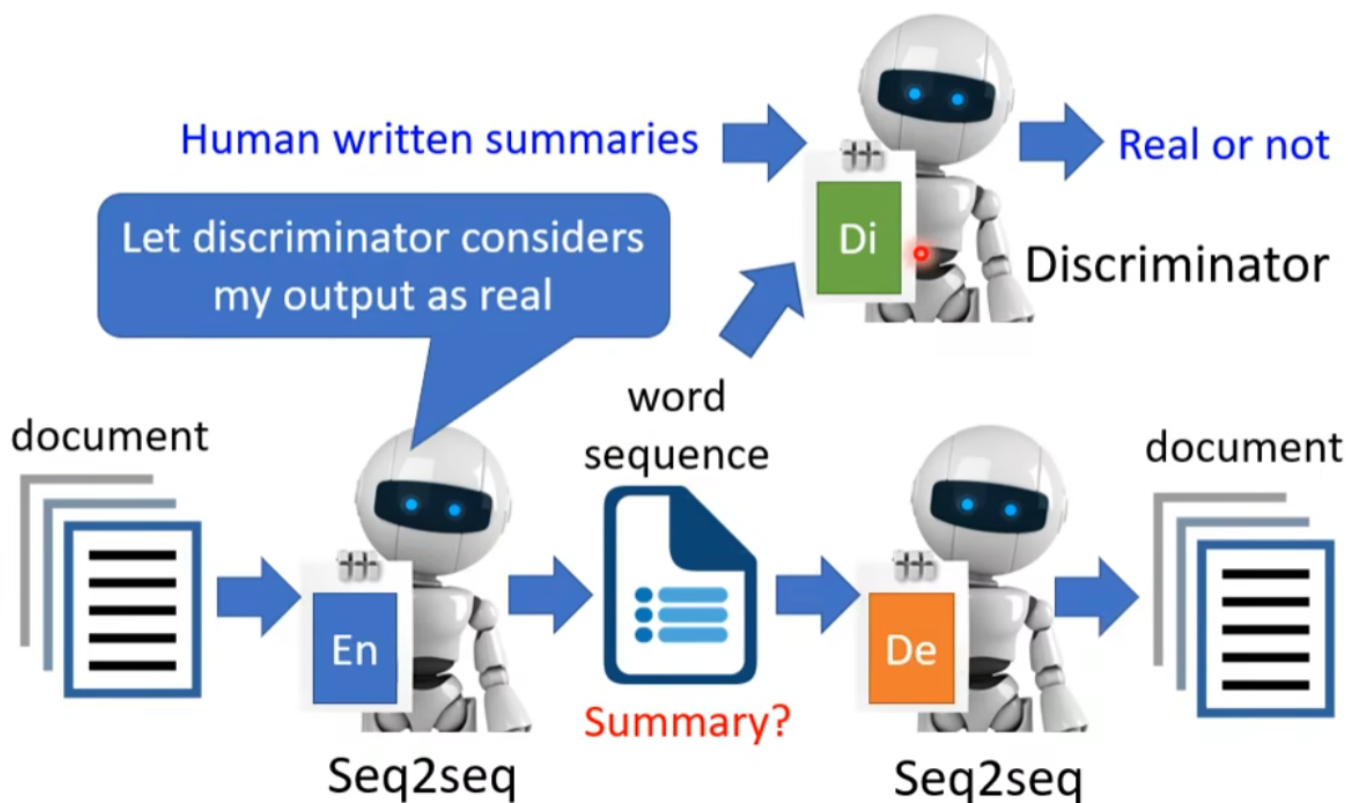 Human written summaries
Real or not
Let discriminator considers
my output as real
Di
Discriminator
word
sequence
document
document
En
De
Summary?
Seq2seq
Seq2seq